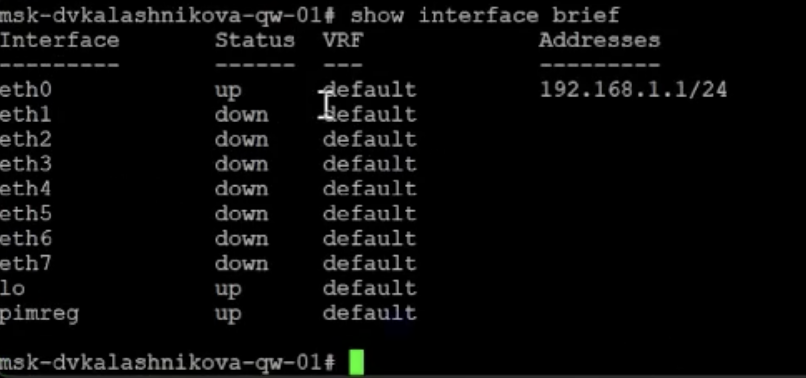 msk-dvkalashnikova-qw-01# show interface brief
Interface Status VRF Addresses
--------- ------ --- ---------
eth0 up default 192.168.1.1/24
eth1 down default
eth2 down default
eth3 down default
eth4 down default
eth5 down default
eth6 down default
eth7 down default
lo up default
pimreg up default
msk-dvkalashnikova-qw-01#